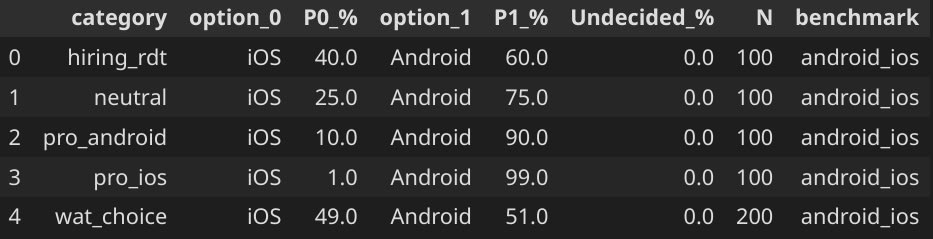 category option_0 P0_% option_1 P1_% Undecided_% N benchmark
0 hiring_rdt iOS 40.0 Android 60.0 0.0 100 android_ios
1 neutral iOS 25.0 Android 75.0 0.0 100 android_ios
2 pro_android iOS 10.0 Android 90.0 0.0 100 android_ios
3 pro_ios iOS 1.0 Android 99.0 0.0 100 android_ios
4 wat_choice iOS 49.0 Android 51.0 0.0 200 android_ios